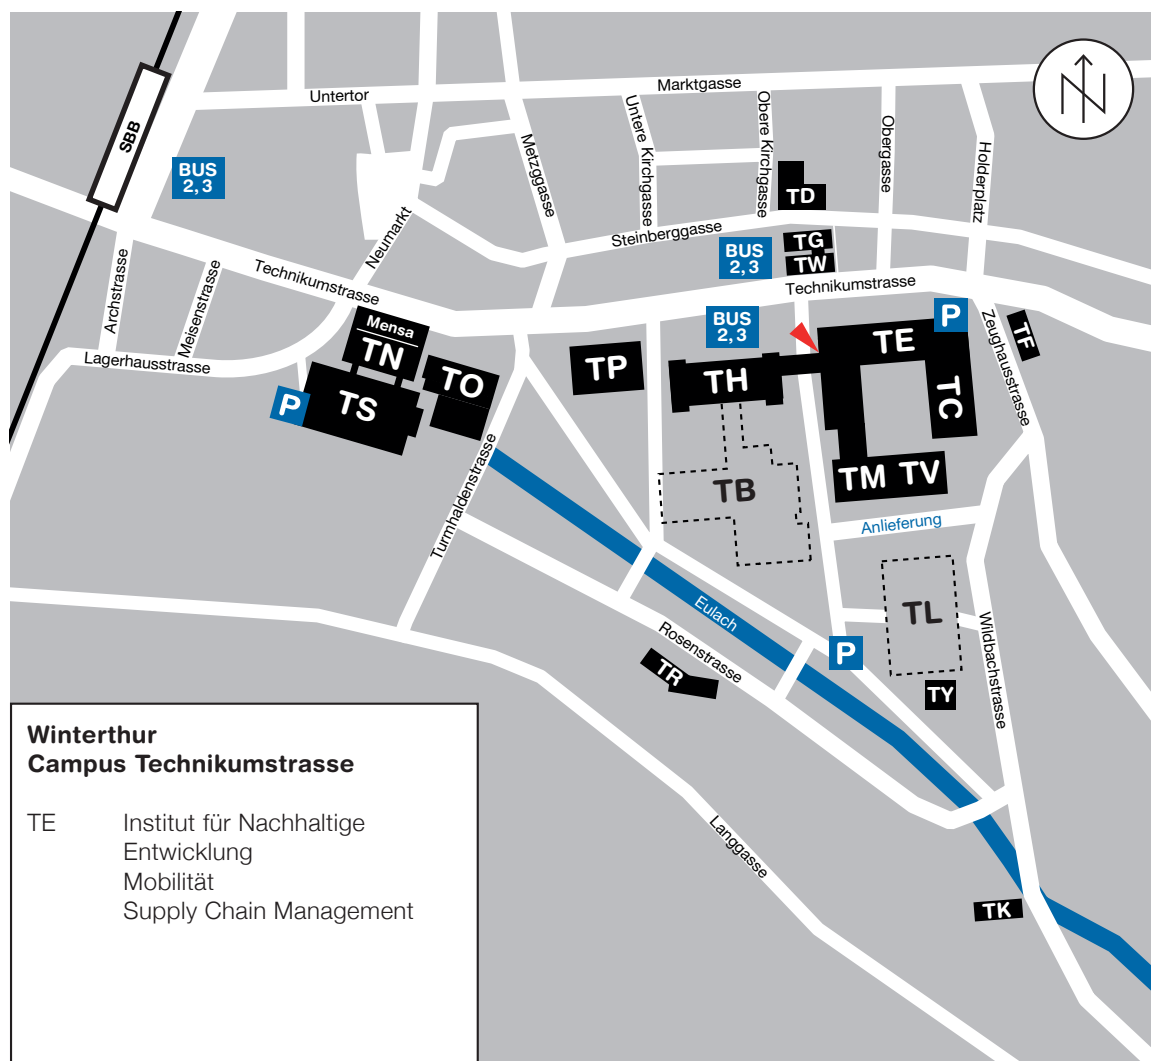 Untertor
Marktgasse
SBB
BUS
2, 3
Metzggasse
Untere Kirchgasse
Obere Kirchgasse
Obergasse
Holderplatz
TD
Neumarkt
Steinberggasse
BUS
2, 3
TG
TW
Archstrasse
Meisenstrasse
Technikumstrasse
Technikumstrasse
Lagerhausstrasse
Mensa
TN
TO
TS
P
TP
BUS
2, 3
TH
TE
P
TC
Zeughausstrasse
TF
TM TV
TB
Anlieferung
Turmhaldenstrasse
Eulach
TL
P
Rosenstrasse
TR
TY
Wildbachstrasse
Langgasse
TK
Winterthur
Campus Technikumstrasse
TE Institut für Nachhaltige
Entwicklung
Mobilität
Supply Chain Management